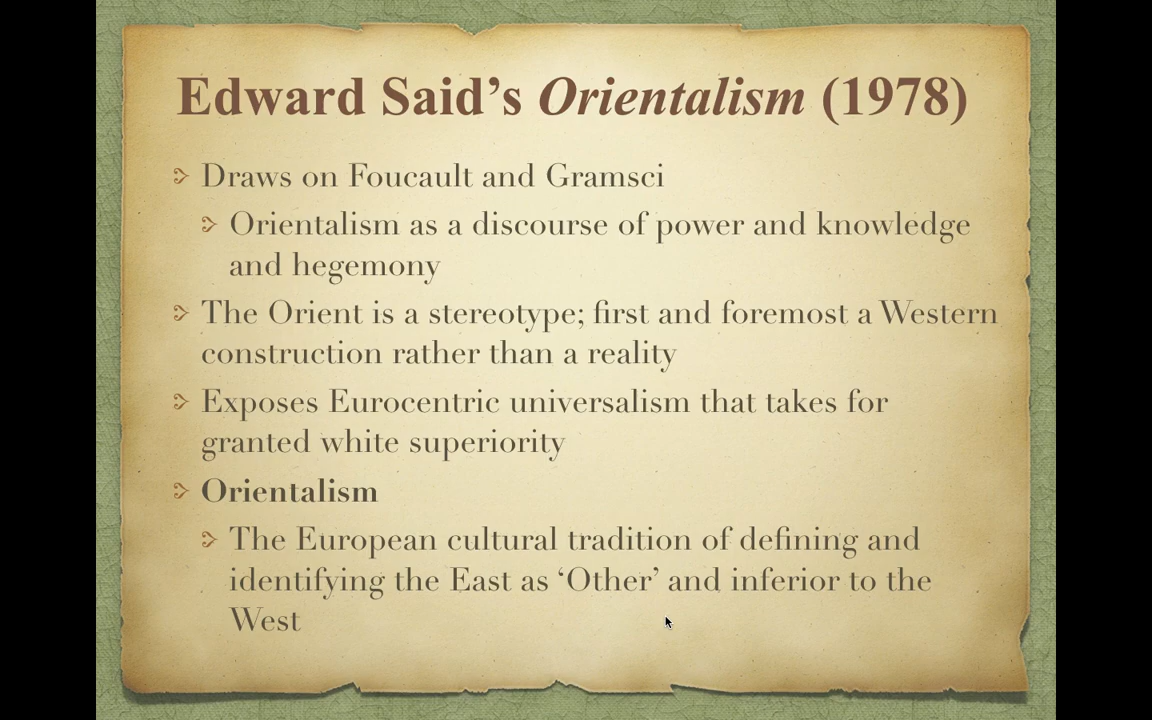 Edward Said’s Orientalism (1978)
Draws on Foucault and Gramsci
Orientalism as a discourse of power and knowledge
and hegemony
The Orient is a stereotype; first and foremost a Western
construction rather than a reality
Exposes Eurocentric universalism that takes for
granted white superiority
Orientalism
The European cultural tradition of defining and
identifying the East as ‘Other’ and inferior to the
West